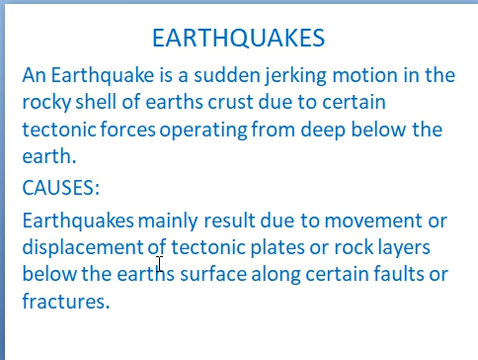 EARTHQUAKES
An Earthquake is a sudden jerking motion in the
rocky shell of earths crust due to certain
tectonic forces operating from deep below the
earth.
CAUSES:
Earthquakes mainly result due to movement or
displacement of tectonic plates or rock layers
below the earths surface along certain faults or
fractures.